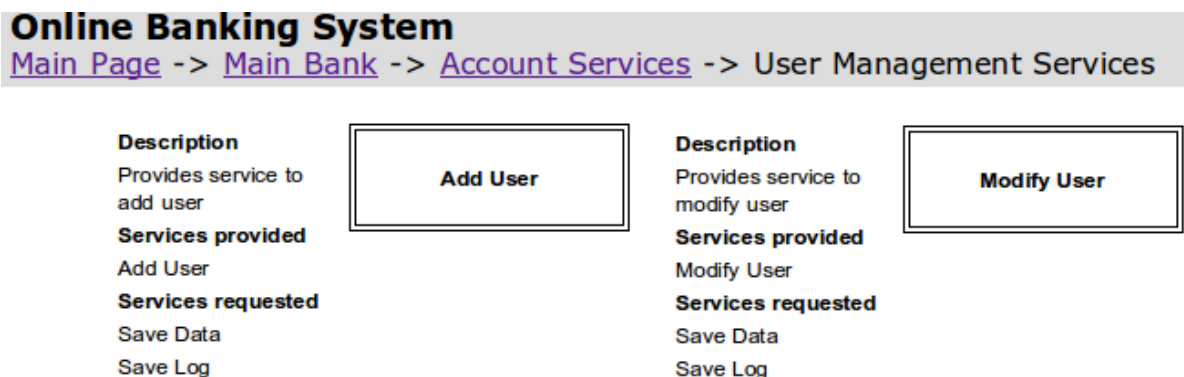 Online Banking System
Main Page -> Main Bank -> Account Services -> User Management Services
Description
Provides service to
add user
Services provided
Add User
Services requested
Save Data
Save Log
Add User
Description
Provides service to
modify user
Services provided
Modify User
Services requested
Save Data
Save Log
Modify User